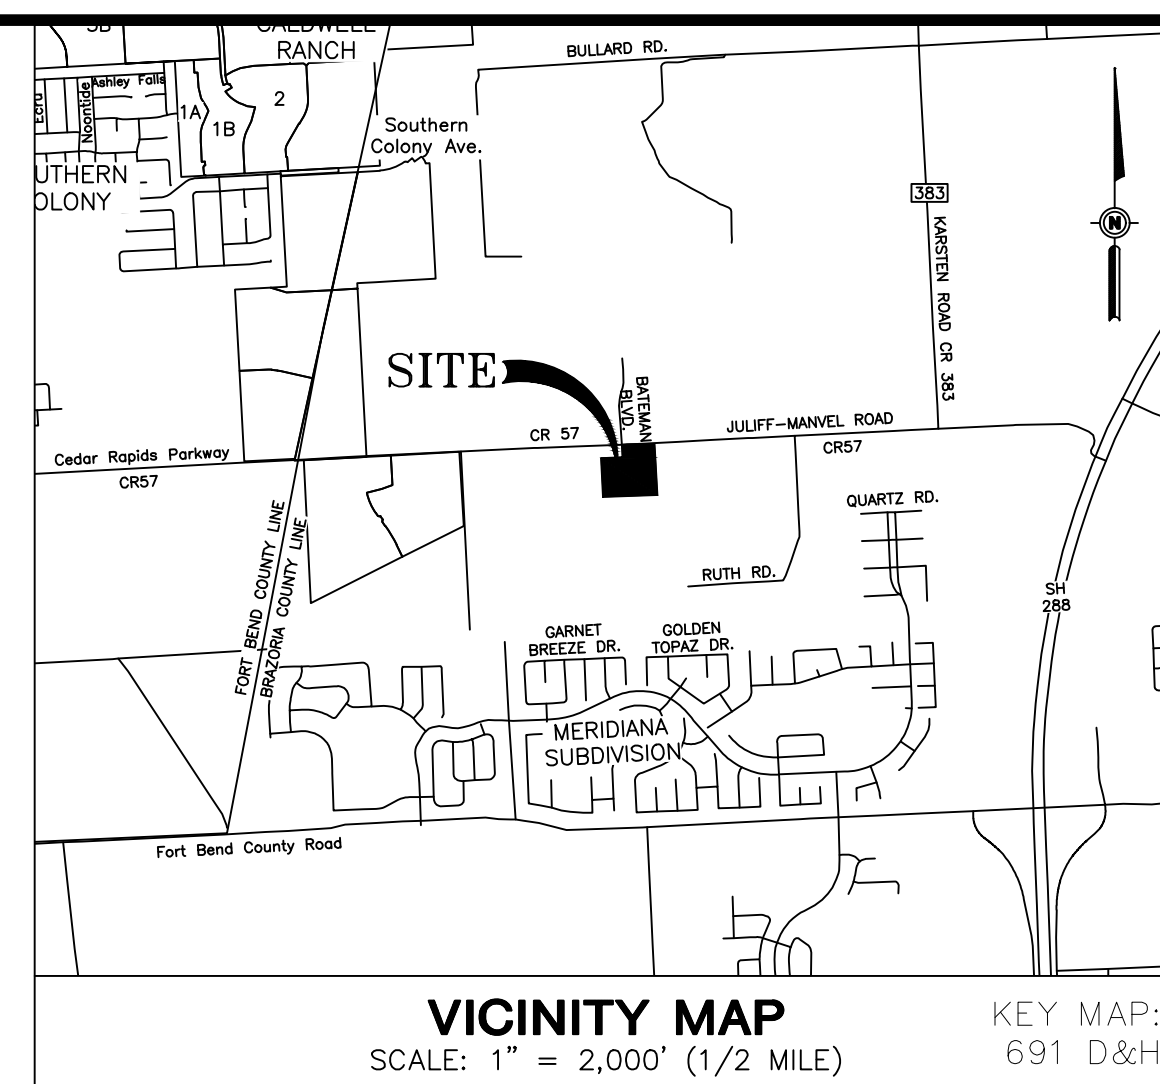 3B
CALDWELL
RANCH
BULLARD RD.
Ashley Falls
Ecru
Noontide
1A
1B
2
Southern
Colony Ave.
UTHERN
OLONY
383
KARSTEN ROAD CR 383
N
SITE
BATEMAN
BLVD.
CR 57
JULIFF-MANVEL ROAD
CR57
Cedar Rapids Parkway
CR57
QUARTZ RD.
FORT BEND COUNTY LINE
BRAZORIA COUNTY LINE
RUTH RD.
SH
288
GARNET
BREEZE DR.
GOLDEN
TOPAZ DR.
MERIDIANA
SUBDIVISION
Fort Bend County Road
VICINITY MAP
SCALE: 1" = 2,000' (1/2 MILE)
KEY MAP:
691 D&H